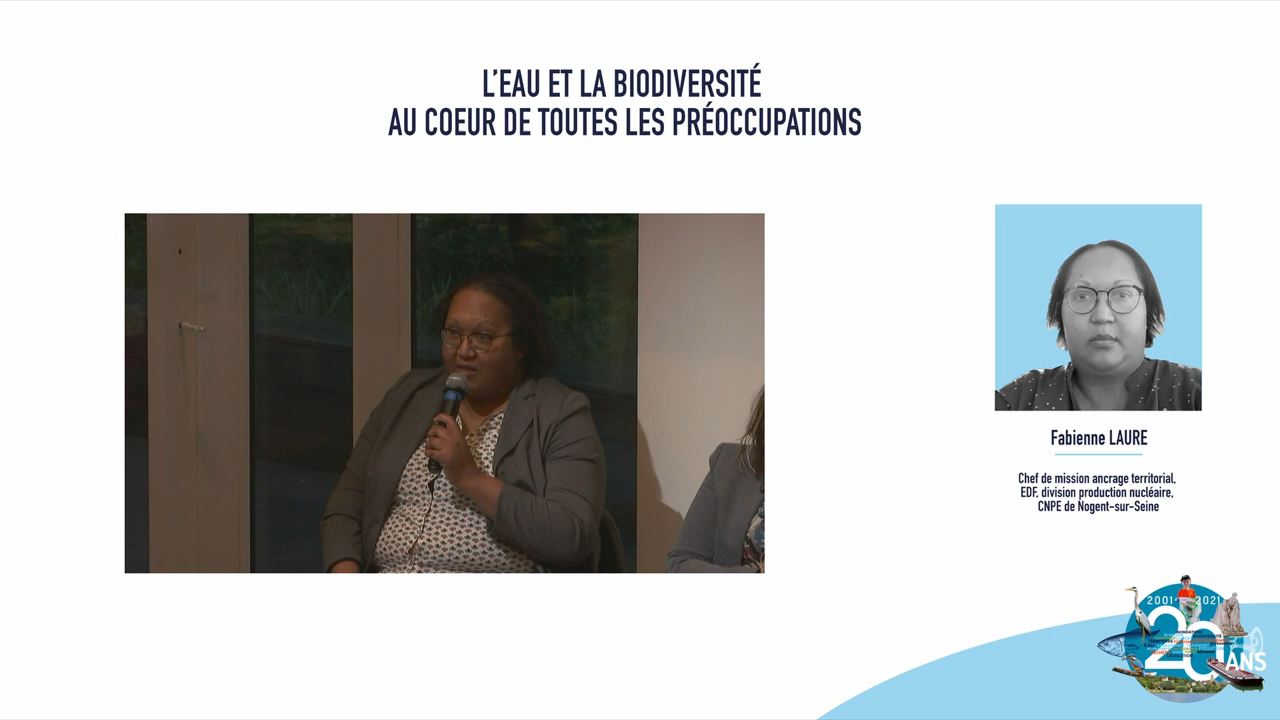 L'EAU ET LA BIODIVERSITÉ
AU COEUR DE TOUTES LES PRÉOCCUPATIONS
Fabienne LAURE
Chef de mission ancrage territorial,
EDF, division production nucléaire,
CNPE de Nogent-sur-Seine
2001 2021
20
ANS